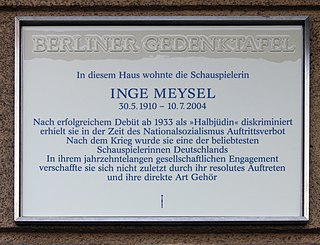 BERLINER GEDENKTAFEL
In diesem Haus wohnte die Schauspielerin
INGE MEYSEL
30.5.1910 – 10.7.2004
Nach erfolgreichem Debüt ab 1933 als »Halbjüdin« diskriminiert
erhielt sie in der Zeit des Nationalsozialismus Auftrittsverbot
Nach dem Krieg wurde sie eine der beliebtesten
Schauspielerinnen Deutschlands
In ihrem jahrzehntelangen gesellschaftlichen Engagement
verschaffte sie sich nicht zuletzt durch ihr resolutes Auftreten
und ihre direkte Art Gehör